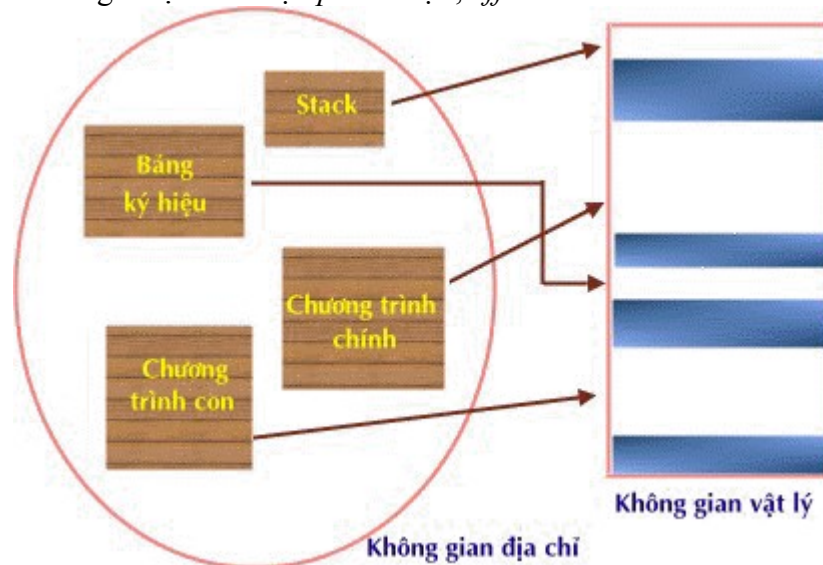 Stack
Bảng
ký hiệu
Chương trình
chính
Chương
trình con
Không gian vật lý
Không gian địa chỉ